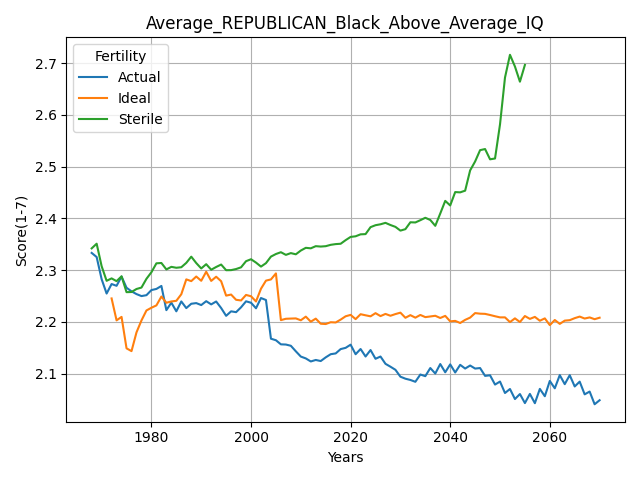 Average_REPUBLICAN_Black_Above_Average_IQ
Fertility
Actual
Ideal
Sterile
Score(1-7)
2.7
2.6
2.5
2.4
2.3
2.2
2.1
1980 2000 2020 2040 2060
Years